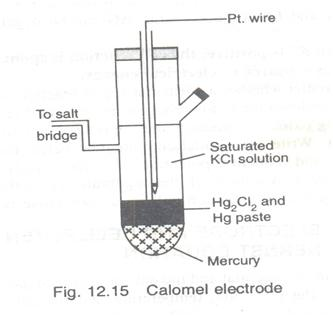 Pt. wire
To salt
bridge
Saturated
KCl solution
Hg₂Cl₂ and
Hg paste
Mercury
Fig. 12.15 Calomel electrode